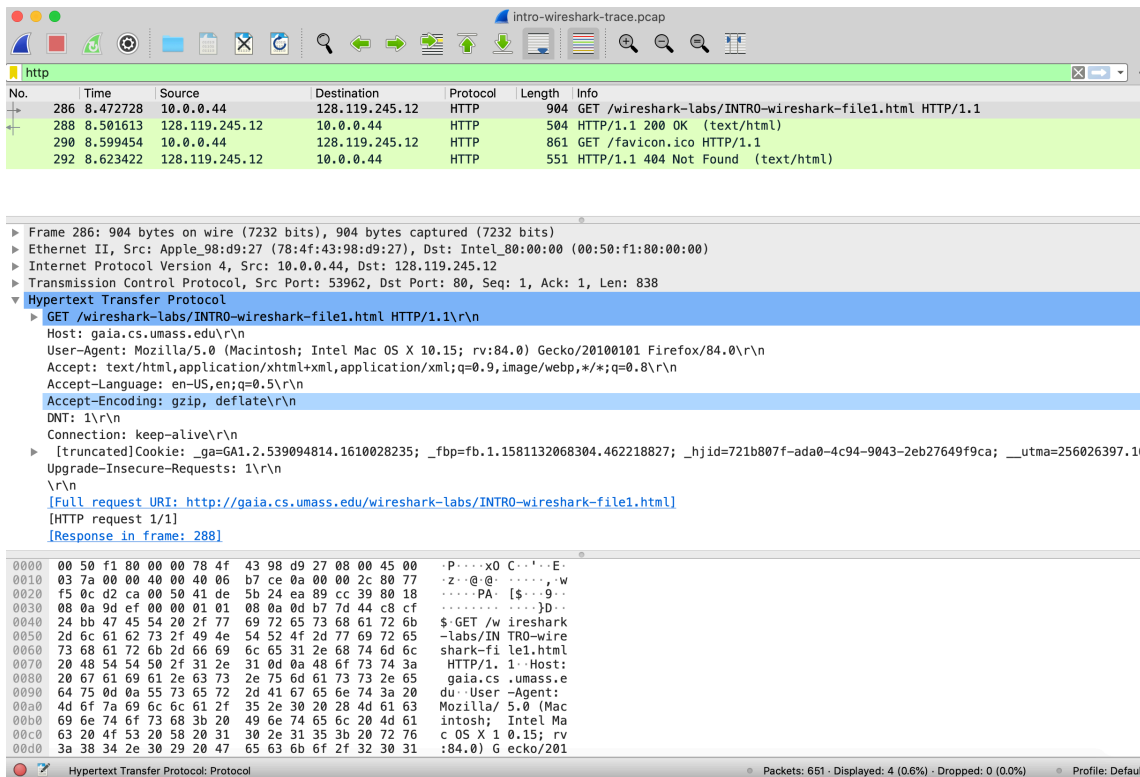 intro-wireshark-trace.pcap
http
No. Time Source Destination Protocol Length Info
286 8.472728 10.0.0.44 128.119.245.12 HTTP 904 GET /wireshark-labs/INTRO-wireshark-file1.html HTTP/1.1
288 8.501613 128.119.245.12 10.0.0.44 HTTP 504 HTTP/1.1 200 OK (text/html)
290 8.599454 10.0.0.44 128.119.245.12 HTTP 861 GET /favicon.ico HTTP/1.1
292 8.623422 128.119.245.12 10.0.0.44 HTTP 551 HTTP/1.1 404 Not Found (text/html)
Frame 286: 904 bytes on wire (7232 bits), 904 bytes captured (7232 bits)
Ethernet II, Src: Apple_98:d9:27 (78:4f:43:98:d9:27), Dst: Intel_80:00:00 (00:50:f1:80:00:00)
Internet Protocol Version 4, Src: 10.0.0.44, Dst: 128.119.245.12
Transmission Control Protocol, Src Port: 53962, Dst Port: 80, Seq: 1, Ack: 1, Len: 838
Hypertext Transfer Protocol
GET /wireshark-labs/INTRO-wireshark-file1.html HTTP/1.1\r\n
Host: gaia.cs.umass.edu\r\n
User-Agent: Mozilla/5.0 (Macintosh; Intel Mac OS X 10.15; rv:84.0) Gecko/20100101 Firefox/84.0\r\n
Accept: text/html,application/xhtml+xml,application/xml;q=0.9,image/webp,*/*;q=0.8\r\n
Accept-Language: en-US,en;q=0.5\r\n
Accept-Encoding: gzip, deflate\r\n
DNT: 1\r\n
Connection: keep-alive\r\n
[truncated]Cookie: _ga=GA1.2.539094814.1610028235; _fbp=fb.1.1581132068304.462218827; _hjid=721b807f-ada0-4c94-9043-2eb27649f9ca; __utma=256026397.10
Upgrade-Insecure-Requests: 1\r\n
\r\n
[Full request URI: http://gaia.cs.umass.edu/wireshark-labs/INTRO-wireshark-file1.html]
[HTTP request 1/1]
[Response in frame: 288]
0000 00 50 f1 80 00 00 78 4f 43 98 d9 27 08 00 45 00 ·P····xO C··'··E·
0010 03 7a 00 00 40 00 40 06 b7 ce 0a 00 00 2c 80 77 ·z··@·@· ·····,·w
0020 f5 0c d2 ca 00 50 41 de 5b 24 ea 89 cc 39 80 18 ·····PA· [$···9··
0030 08 0a 9d ef 00 00 01 01 08 0a 0d b7 7d 44 c8 cf ········ ····}D··
0040 24 bb 47 45 54 20 2f 77 69 72 65 73 68 61 72 6b $·GET /w ireshark
0050 2d 6c 61 62 73 2f 49 4e 54 52 4f 2d 77 69 72 65 -labs/IN TRO-wire
0060 73 68 61 72 6b 2d 66 69 6c 65 31 2e 68 74 6d 6c shark-fi le1.html
0070 20 48 54 54 50 2f 31 2e 31 0d 0a 48 6f 73 74 3a  HTTP/1. 1··Host:
0080 20 67 61 69 61 2e 63 73 2e 75 6d 61 73 73 2e 65  gaia.cs .umass.e
0090 64 75 0d 0a 55 73 65 72 2d 41 67 65 6e 74 3a 20 du··User -Agent:
00a0 4d 6f 7a 69 6c 6c 61 2f 35 2e 30 20 28 4d 61 63 Mozilla/ 5.0 (Mac
00b0 69 6e 74 6f 73 68 3b 20 49 6e 74 65 6c 20 4d 61 intosh;  Intel Ma
00c0 63 20 4f 53 20 58 20 31 30 2e 31 35 3b 20 72 76 c OS X 1 0.15; rv
00d0 3a 38 34 2e 30 29 20 47 65 63 6b 6f 2f 32 30 31 :84.0) G ecko/201
Hypertext Transfer Protocol: Protocol Packets: 651 · Displayed: 4 (0.6%) · Dropped: 0 (0.0%) Profile: Defaul